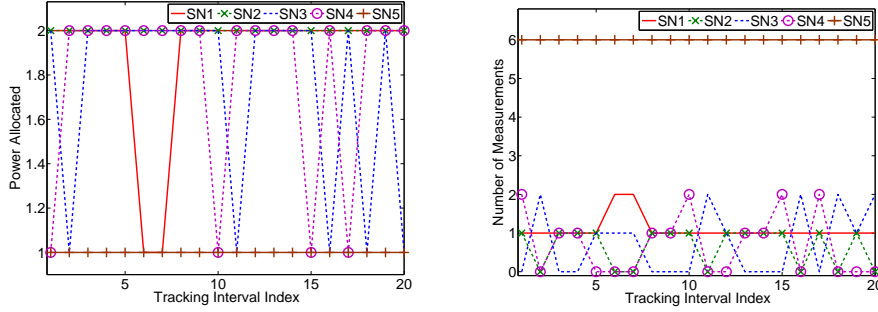 SN1 SN2 SN3 SN4 SN5
2
1.8
1.6
1.4
1.2
1
5 10 15 20
Power Allocated
Tracking Interval Index
SN1 SN2 SN3 SN4 SN5
6
5
4
3
2
1
0
5 10 15 20
Number of Measurements
Tracking Interval Index